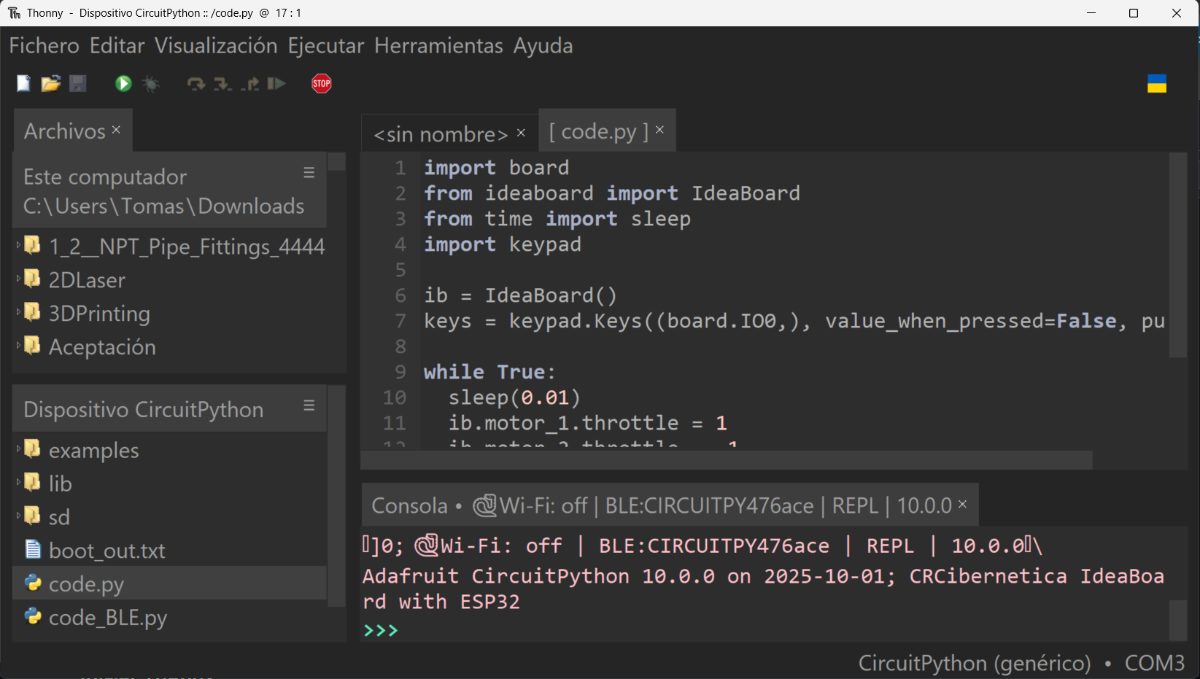 Thonny - Dispositivo CircuitPython :: /code.py @ 17 : 1
Fichero Editar Visualización Ejecutar Herramientas Ayuda
STOP
Archivos ×
Este computador
C:\Users\Tomas\Downloads
1_2__NPT_Pipe_Fittings_4444
2DLaser
3DPrinting
Aceptación
Dispositivo CircuitPython
examples
lib
sd
boot_out.txt
code.py
code_BLE.py
<sin nombre> × [ code.py ] ×
1 import board
2 from ideaboard import IdeaBoard
3 from time import sleep
4 import keypad
5
6 ib = IdeaBoard()
7 keys = keypad.Keys((board.IO0,), value_when_pressed=False, pu
8
9 while True:
10 sleep(0.01)
11 ib.motor_1.throttle = 1
Consola • Wi-Fi: off | BLE:CIRCUITPY476ace | REPL | 10.0.0 ×
]0; Wi-Fi: off | BLE:CIRCUITPY476ace | REPL | 10.0.0\
Adafruit CircuitPython 10.0.0 on 2025-10-01; CRCibernetica IdeaBoa
rd with ESP32
>>>
CircuitPython (genérico) • COM3